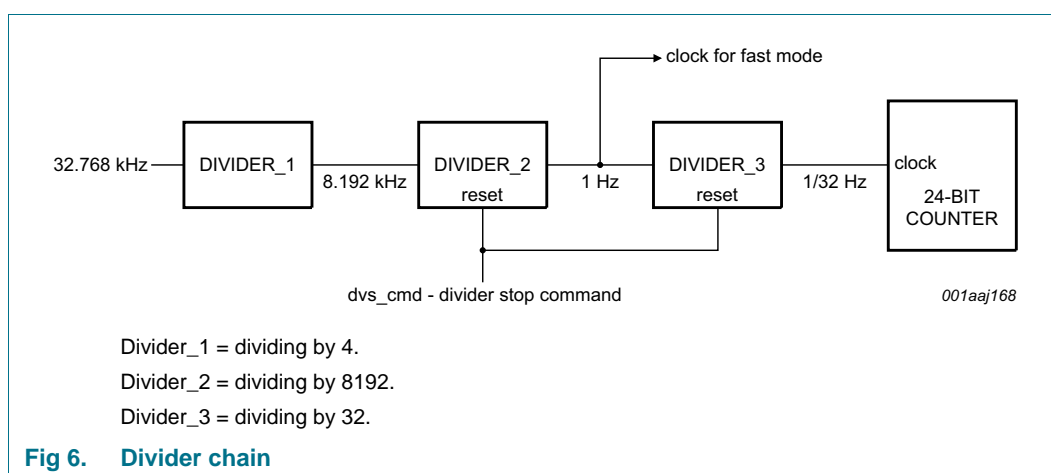 clock for fast mode
32.768 kHz
DIVIDER_1
8.192 kHz
DIVIDER_2
reset
1 Hz
DIVIDER_3
reset
1/32 Hz
clock
24-BIT
COUNTER
dvs_cmd - divider stop command
001aaj168
Divider_1 = dividing by 4.
Divider_2 = dividing by 8192.
Divider_3 = dividing by 32.
Fig 6. Divider chain